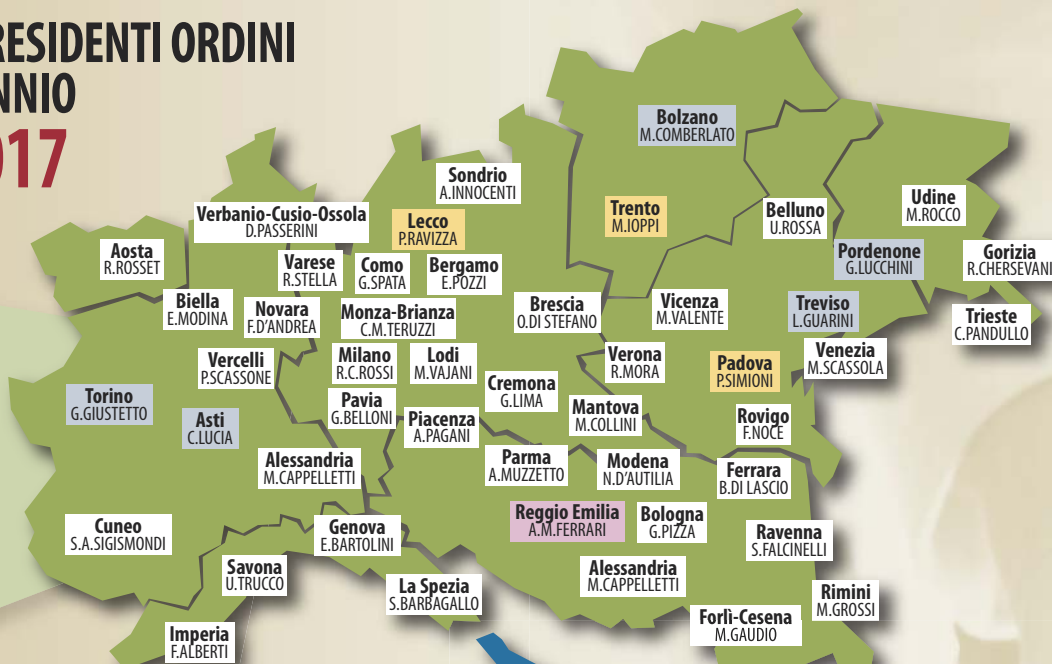 RESIDENTI ORDINI
NNIO
017
Bolzano
M.COMBERLATO
Sondrio
A.INNOCENTI
Verbanio-Cusio-Ossola
D.PASSERINI
Lecco
P.RAVIZZA
Trento
M.IOPPI
Belluno
U.ROSSA
Udine
M.ROCCO
Aosta
R.ROSSET
Varese
R.STELLA
Como
G.SPATA
Bergamo
E.POZZI
Pordenone
G.LUCCHINI
Gorizia
R.CHERSEVANI
Biella
E.MODINA
Novara
F.D'ANDREA
Monza-Brianza
C.M.TERUZZI
Brescia
O.DI STEFANO
Vicenza
M.VALENTE
Treviso
L.GUARINI
Trieste
C.PANDULLO
Vercelli
P.SCASSONE
Milano
R.C.ROSSI
Lodi
M.VAJANI
Verona
R.MORA
Padova
P.SIMIONI
Venezia
M.SCASSOLA
Torino
G.GIUSTETTO
Asti
C.LUCIA
Pavia
G.BELLONI
Cremona
G.LIMA
Piacenza
A.PAGANI
Mantova
M.COLLINI
Rovigo
F.NOCE
Alessandria
M.CAPPELLETTI
Parma
A.MUZZETTO
Modena
N.D'AUTILIA
Ferrara
B.DI LASCIO
Cuneo
S.A.SIGISMONDI
Genova
E.BARTOLINI
Reggio Emilia
A.M.FERRARI
Bologna
G.PIZZA
Ravenna
S.FALCINELLI
Savona
U.TRUCCO
La Spezia
S.BARBAGALLO
Alessandria
M.CAPPELLETTI
Rimini
M.GROSSI
Forlì-Cesena
M.GAUDIO
Imperia
F.ALBERTI